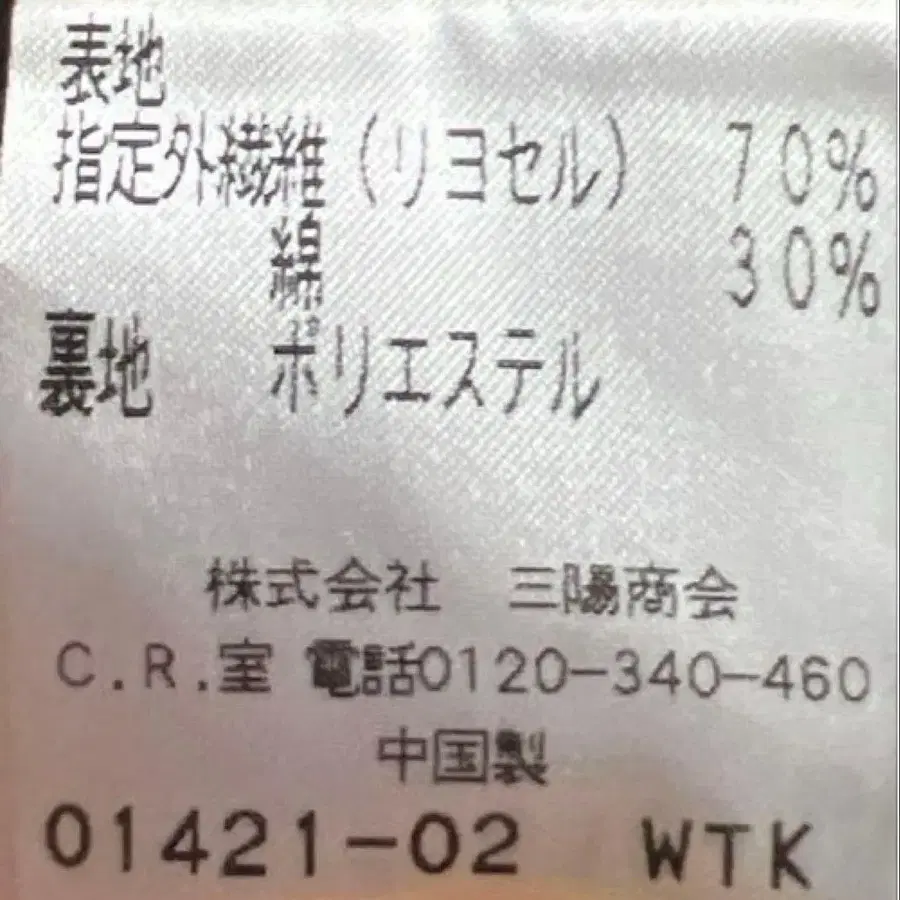 表地
指定外繊維(リヨセル) 70%
綿 30%
裏地 ポリエステル
株式会社 三陽商会
C.R.室 電話0120-340-460
中国製
01421-02 WTK